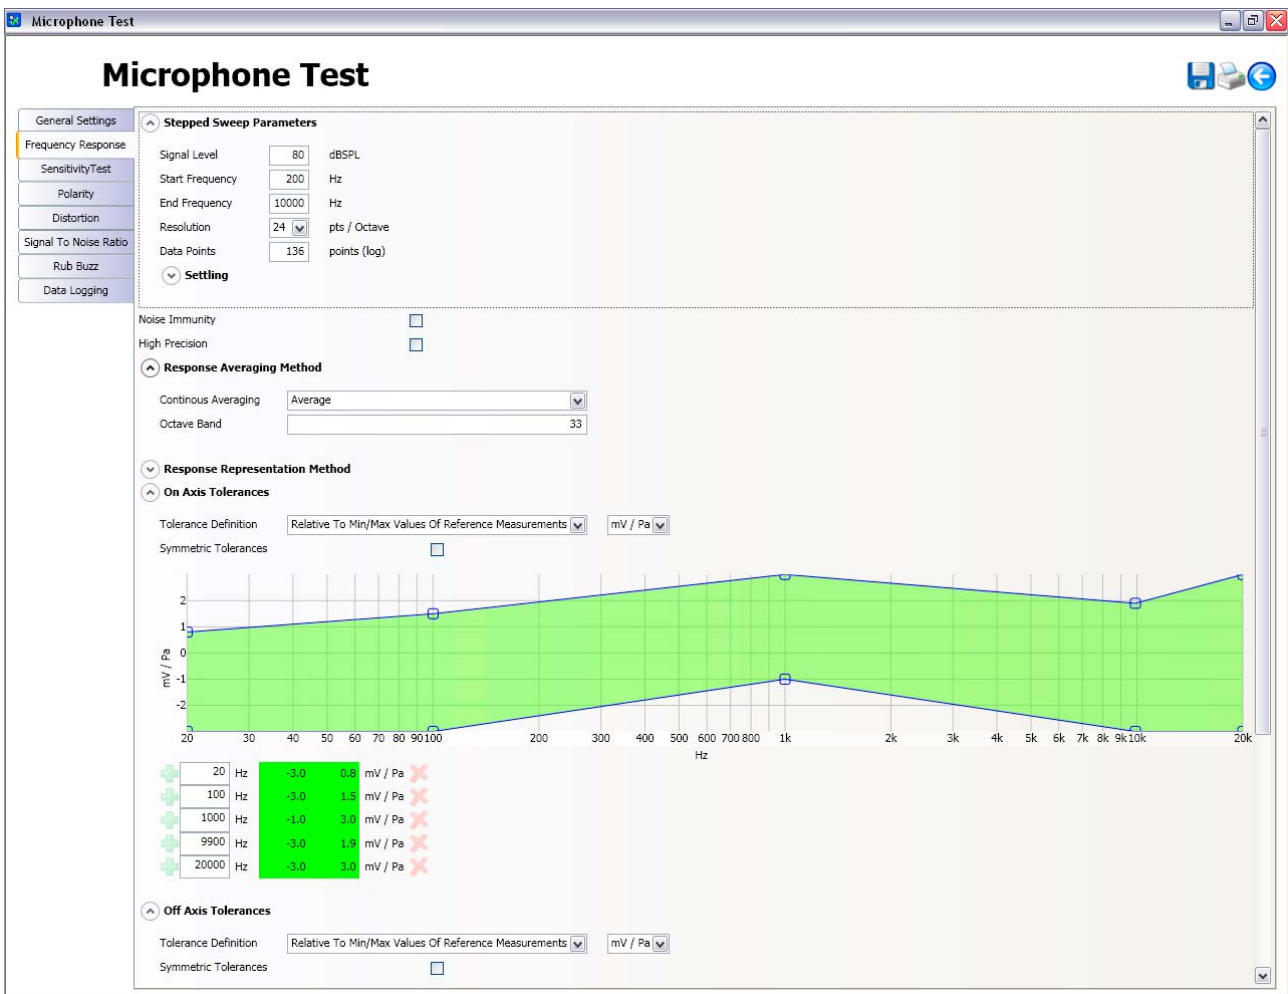 Microphone Test
Microphone Test
General Settings
Frequency Response
SensitivityTest
Polarity
Distortion
Signal To Noise Ratio
Rub Buzz
Data Logging
Stepped Sweep Parameters
Signal Level 80 dBSPL
Start Frequency 200 Hz
End Frequency 10000 Hz
Resolution 24 pts / Octave
Data Points 136 points (log)
Settling
Noise Immunity
High Precision
Response Averaging Method
Continous Averaging Average
Octave Band 33
Response Representation Method
On Axis Tolerances
Tolerance Definition Relative To Min/Max Values Of Reference Measurements mV / Pa
Symmetric Tolerances
2
1
0
-1
-2
mV / Pa
20 30 40 50 60 70 80 90 100 200 300 400 500 600 700 800 1k 2k 3k 4k 5k 6k 7k 8k 9k 10k 20k
Hz
20 Hz -3.0 0.8 mV / Pa
100 Hz -3.0 1.5 mV / Pa
1000 Hz -1.0 3.0 mV / Pa
9900 Hz -3.0 1.9 mV / Pa
20000 Hz -3.0 3.0 mV / Pa
Off Axis Tolerances
Tolerance Definition Relative To Min/Max Values Of Reference Measurements mV / Pa
Symmetric Tolerances